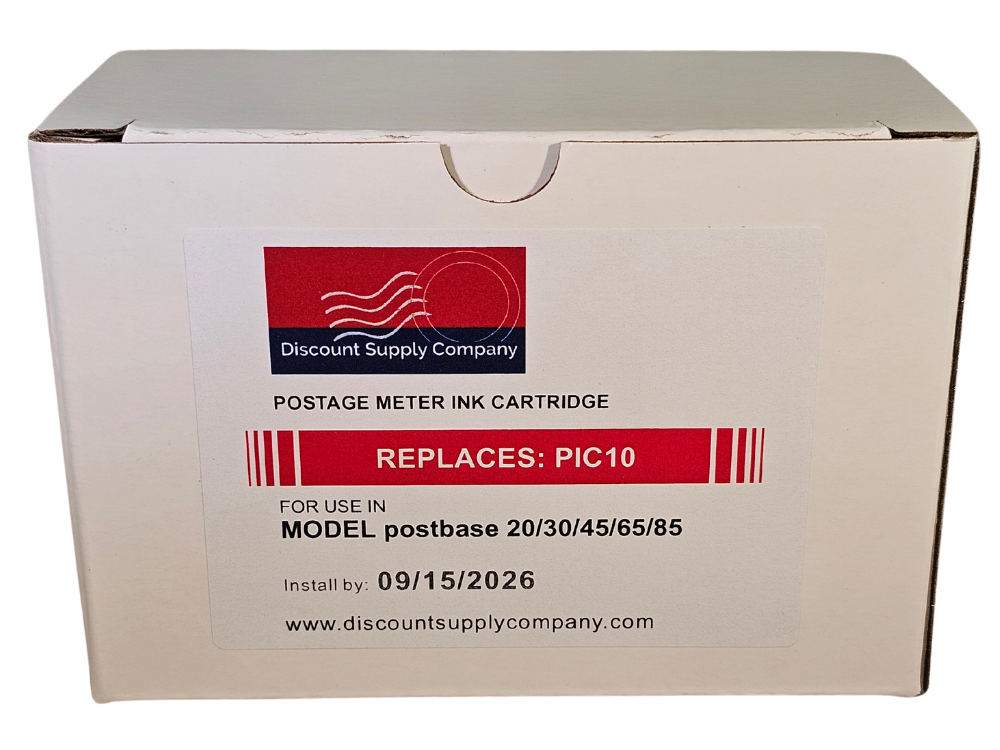 Discount Supply Company
POSTAGE METER INK CARTRIDGE
REPLACES: PIC10
FOR USE IN
MODEL postbase 20/30/45/65/85
Install by: 09/15/2026
www.discountsupplycompany.com